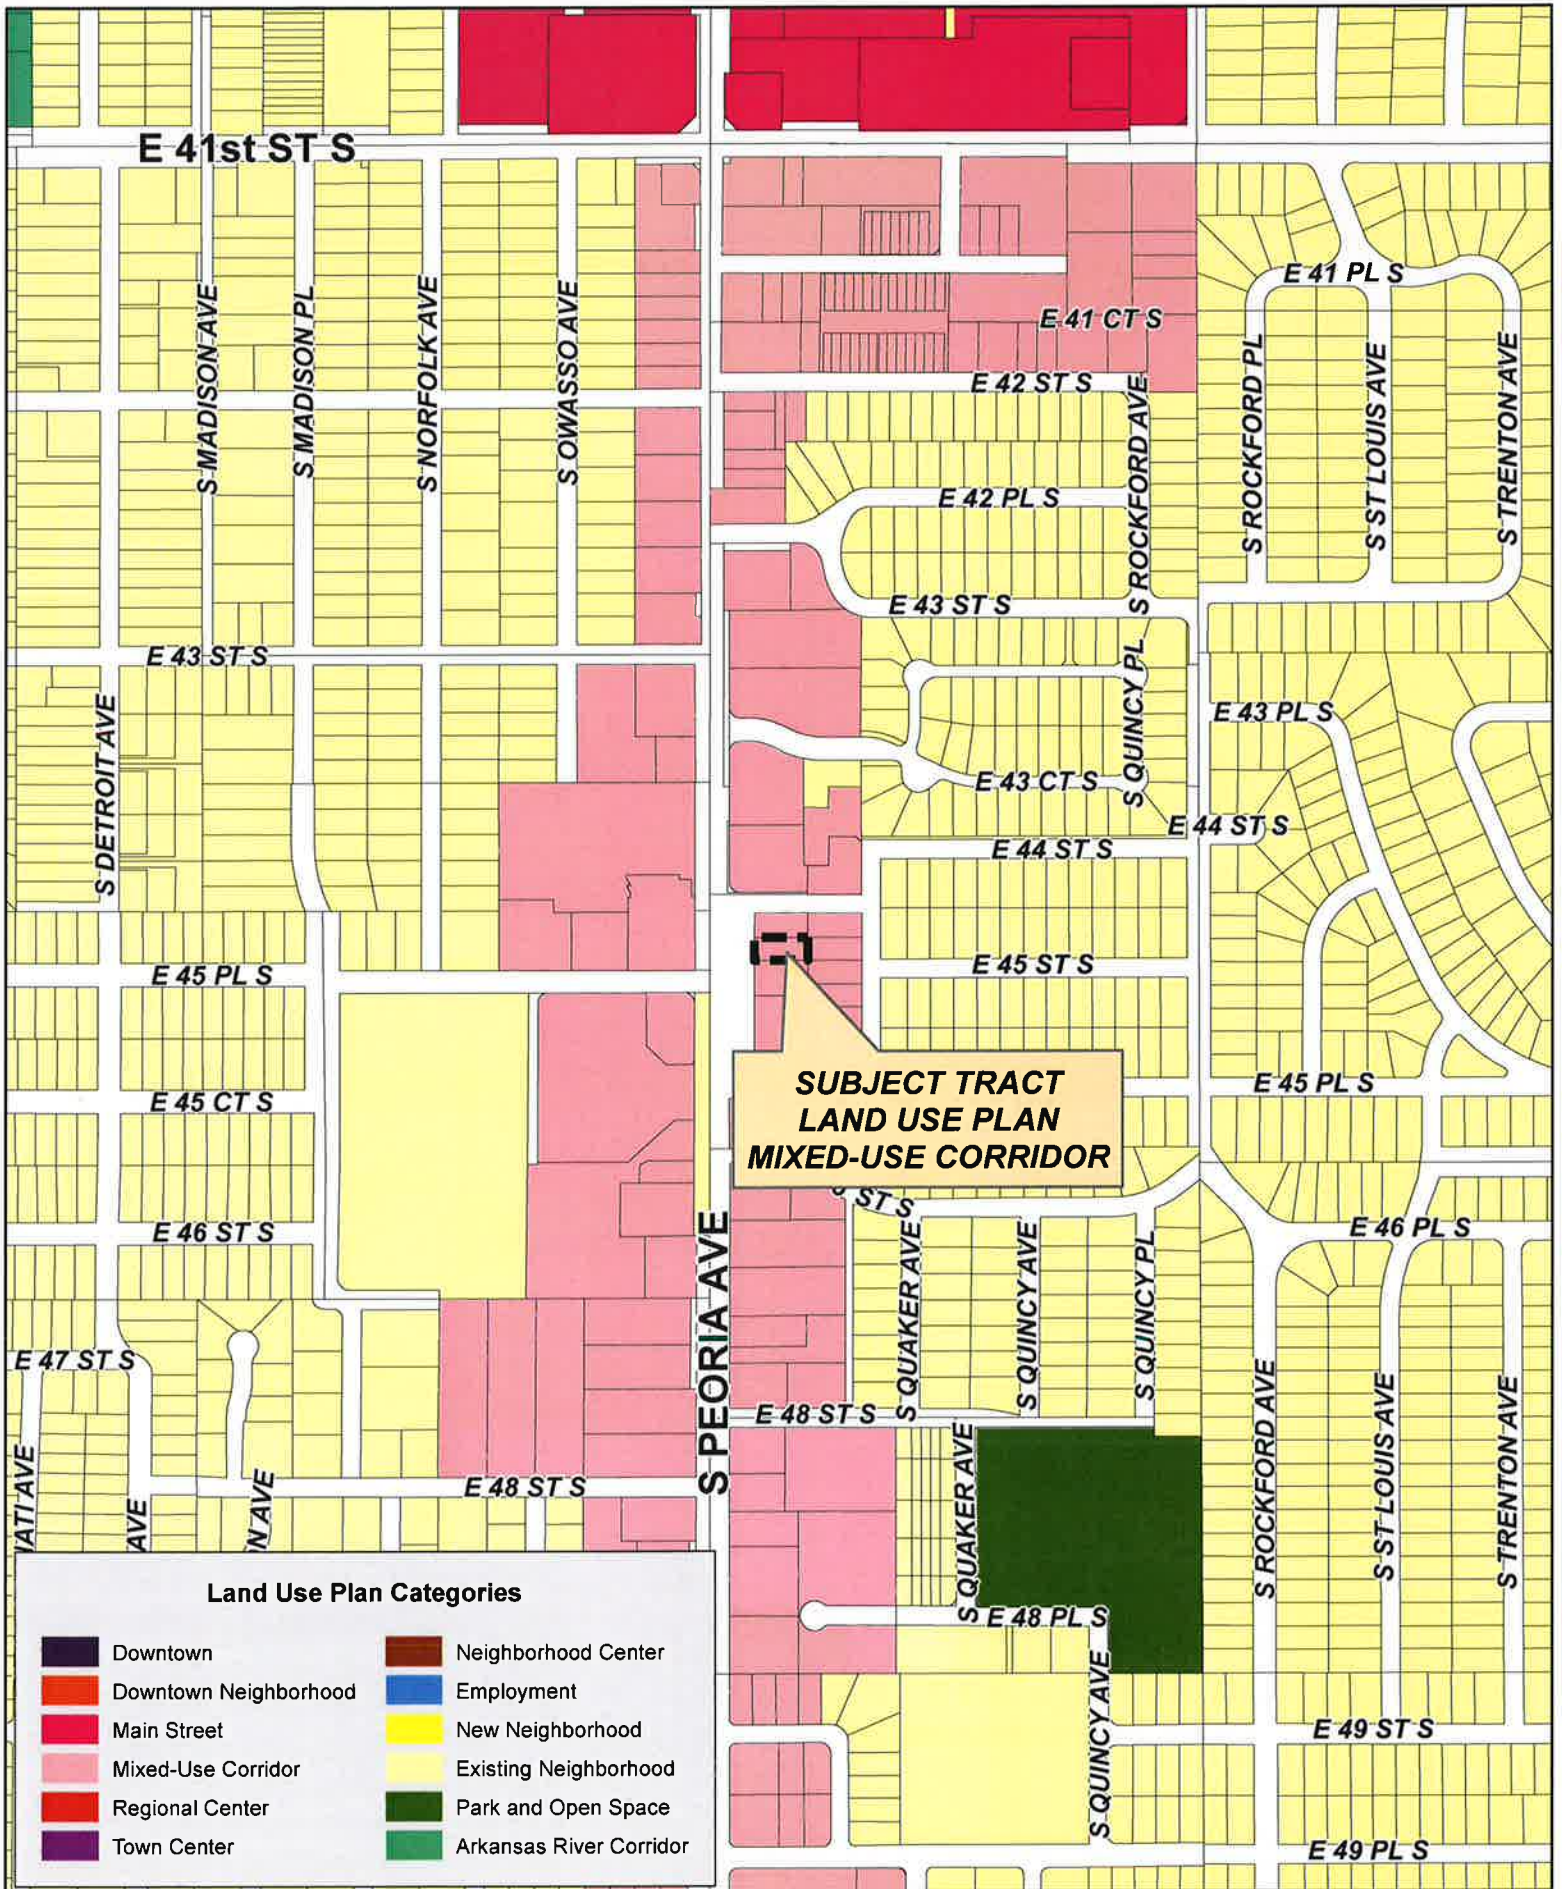 E 41st ST S
E 41 PL S
E 41 CT S
S MADISON AVE
S MADISON PL
S NORFOLK AVE
S OWASSO AVE
E 42 ST S
S ROCKFORD AVE
S ROCKFORD PL
S ST LOUIS AVE
S TRENTON AVE
E 42 PL S
E 43 ST S
E 43 ST S
S QUINCY PL
E 43 PL S
S DETROIT AVE
E 43 CT S
E 44 ST S
E 44 ST S
E 45 PL S
E 45 ST S
SUBJECT TRACT
LAND USE PLAN
MIXED-USE CORRIDOR
E 45 PL S
E 45 CT S
ST S
E 46 ST S
E 46 PL S
S PEORIA AVE
S QUAKER AVE
S QUINCY AVE
S QUINCY PL
E 47 ST S
S ROCKFORD AVE
S ST LOUIS AVE
S TRENTON AVE
E 48 ST S
E 48 ST S
NATI AVE
AVE
N AVE
S QUAKER AVE
E 48 PL S
S QUINCY AVE
E 49 ST S
E 49 PL S
Land Use Plan Categories
Downtown
Downtown Neighborhood
Main Street
Mixed-Use Corridor
Regional Center
Town Center
Neighborhood Center
Employment
New Neighborhood
Existing Neighborhood
Park and Open Space
Arkansas River Corridor